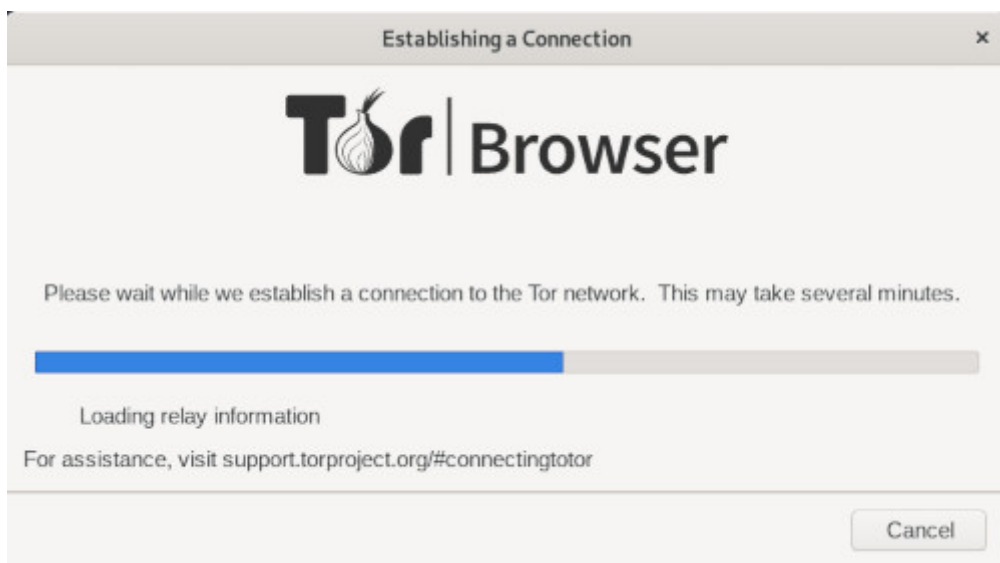 Establishing a Connection
Tor Browser
Please wait while we establish a connection to the Tor network.  This may take several minutes.
Loading relay information
For assistance, visit support.torproject.org/#connectingtotor
Cancel